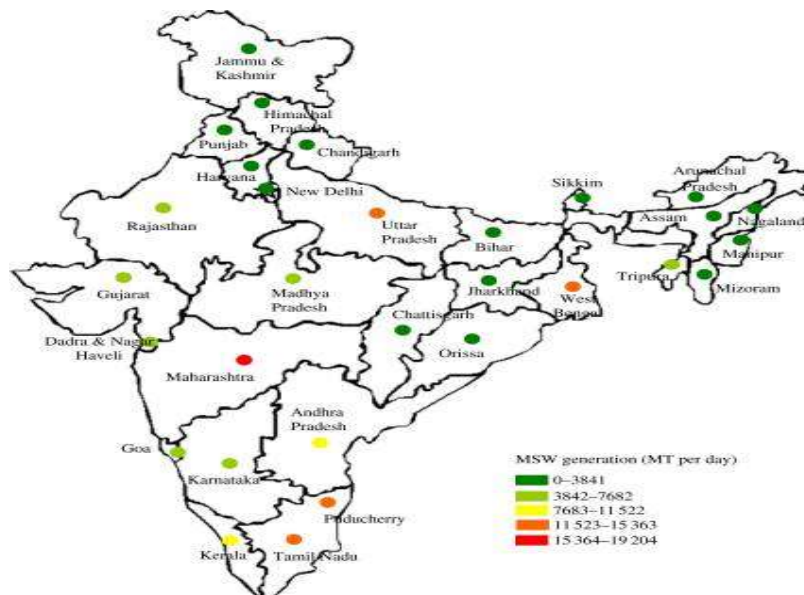 Jammu &
Kashmir
Himachal
Pradesh
Punjab
Chandigarh
Haryana
New Delhi
Sikkim
Arunachal
Pradesh
Rajasthan
Uttar
Pradesh
Bihar
Assam
Nagaland
Manipur
Tripura
Mizoram
Gujarat
Madhya
Pradesh
Jharkhand
West
Bengal
Chattisgarh
Dadra & Nagar
Haveli
Orissa
Maharashtra
Andhra
Pradesh
Goa
Karnataka
Paducherry
Kerala
Tamil Nadu
MSW generation (MT per day)
0–3841
3842–7682
7683–11 522
11 523–15 363
15 364–19 204